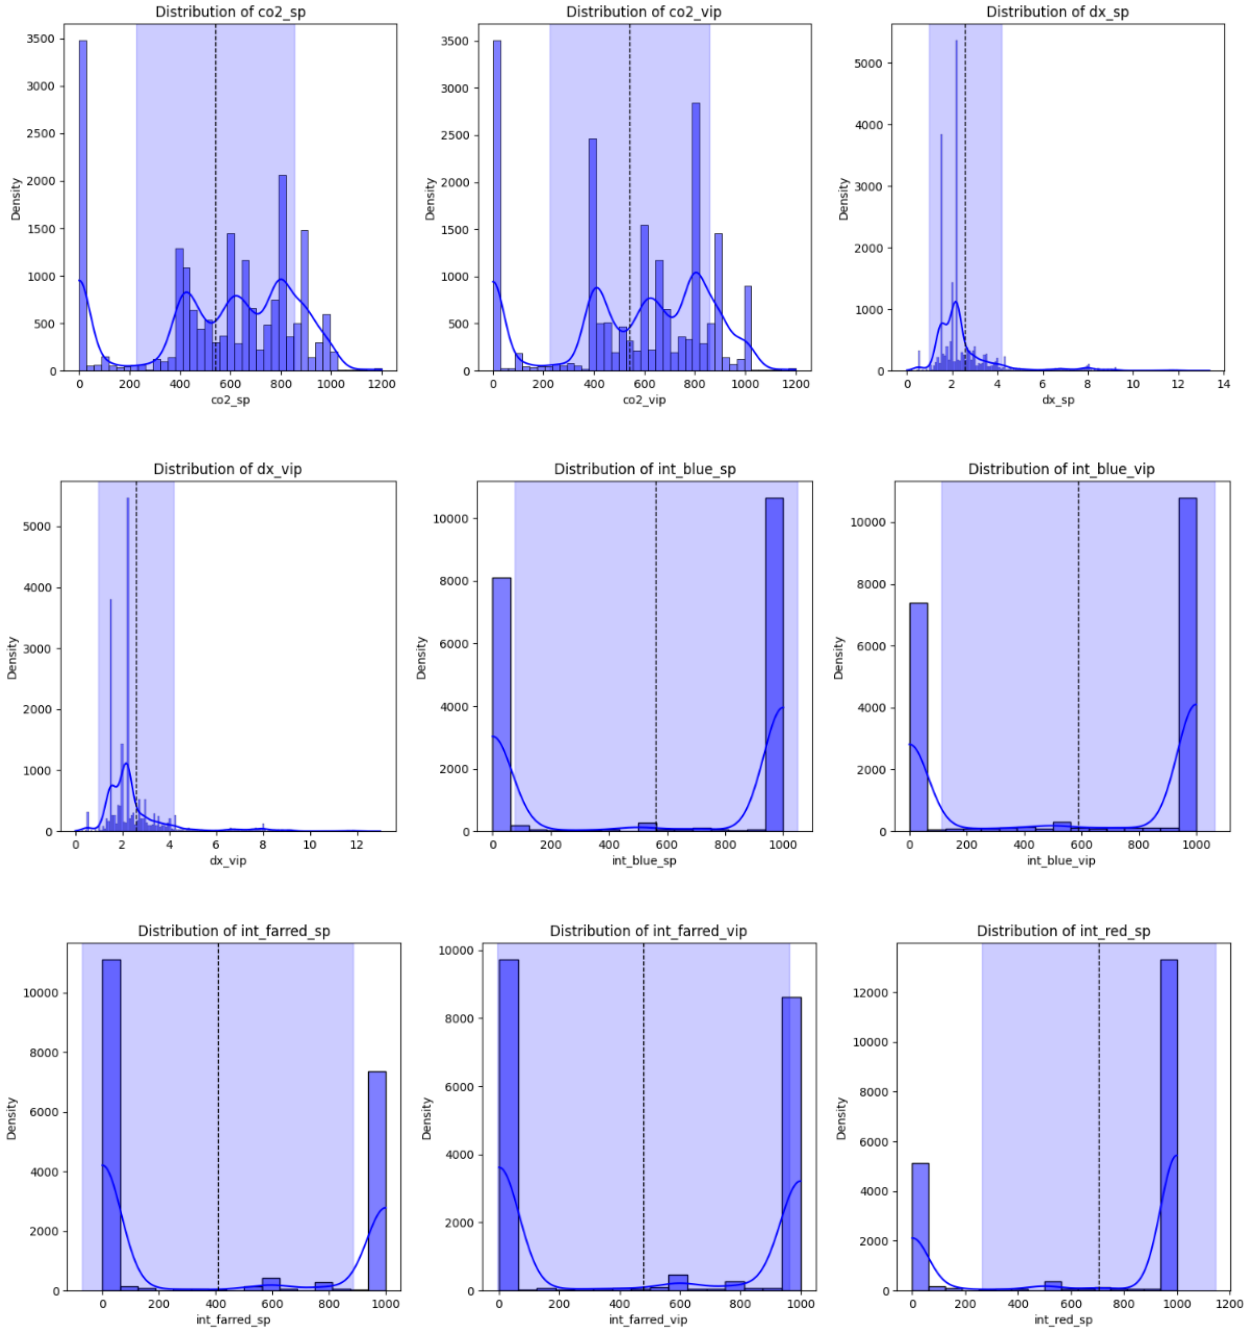 Distribution of co2_sp
Density
3500
3000
2500
2000
1500
1000
500
0
0 200 400 600 800 1000 1200
co2_sp
Distribution of co2_vip
Density
3500
3000
2500
2000
1500
1000
500
0
0 200 400 600 800 1000 1200
co2_vip
Distribution of dx_sp
Density
5000
4000
3000
2000
1000
0
0 2 4 6 8 10 12 14
dx_sp
Distribution of dx_vip
Density
5000
4000
3000
2000
1000
0
0 2 4 6 8 10 12
dx_vip
Distribution of int_blue_sp
Density
10000
8000
6000
4000
2000
0
0 200 400 600 800 1000
int_blue_sp
Distribution of int_blue_vip
Density
10000
8000
6000
4000
2000
0
0 200 400 600 800 1000
int_blue_vip
Distribution of int_farred_sp
Density
10000
8000
6000
4000
2000
0
0 200 400 600 800 1000
int_farred_sp
Distribution of int_farred_vip
Density
10000
8000
6000
4000
2000
0
0 200 400 600 800 1000
int_farred_vip
Distribution of int_red_sp
Density
12000
10000
8000
6000
4000
2000
0
0 200 400 600 800 1000 1200
int_red_sp